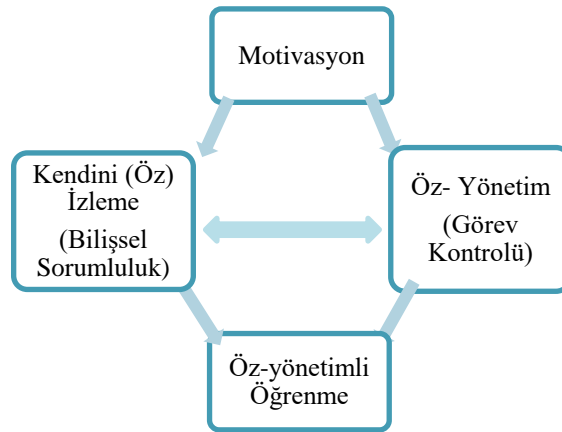 Motivasyon
Kendini (Öz)
İzleme
(Bilişsel
Sorumluluk)
Öz- Yönetim
(Görev
Kontrolü)
Öz-yönetimli
Öğrenme